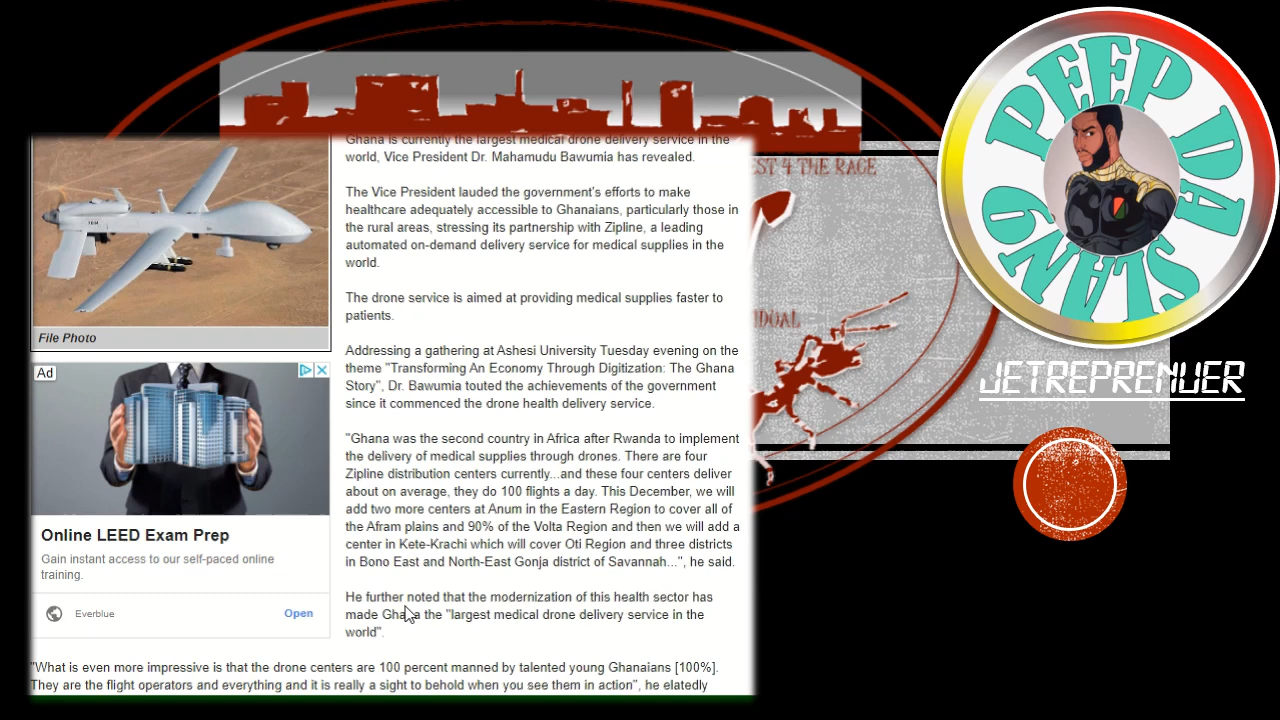 Ghana is currently the largest medical drone delivery service in the
world, Vice President Dr. Mahamudu Bawumia has revealed.
The Vice President lauded the government's efforts to make
healthcare adequately accessible to Ghanaians, particularly those in
the rural areas, stressing its partnership with Zipline, a leading
automated on-demand delivery service for medical supplies in the
world.
The drone service is aimed at providing medical supplies faster to
patients.
Addressing a gathering at Ashesi University Tuesday evening on the
theme "Transforming An Economy Through Digitization: The Ghana
Story", Dr. Bawumia touted the achievements of the government
since it commenced the drone health delivery service.
"Ghana was the second country in Africa after Rwanda to implement
the delivery of medical supplies through drones. There are four
Zipline distribution centers currently...and these four centers deliver
about on average, they do 100 flights a day. This December, we will
add two more centers at Anum in the Eastern Region to cover all of
the Afram plains and 90% of the Volta Region and then we will add a
center in Kete-Krachi which will cover Oti Region and three districts
in Bono East and North-East Gonja district of Savannah...", he said.
He further noted that the modernization of this health sector has
made Ghana the "largest medical drone delivery service in the
world".
"What is even more impressive is that the drone centers are 100 percent manned by talented young Ghanaians [100%].
They are the flight operators and everything and it is really a sight to behold when you see them in action", he elatedly
File Photo
Ad
Online LEED Exam Prep
Gain instant access to our self-paced online
training.
Everblue
Open
4 THE RACE
PEEP DA
SLANG
JETREPRENUER